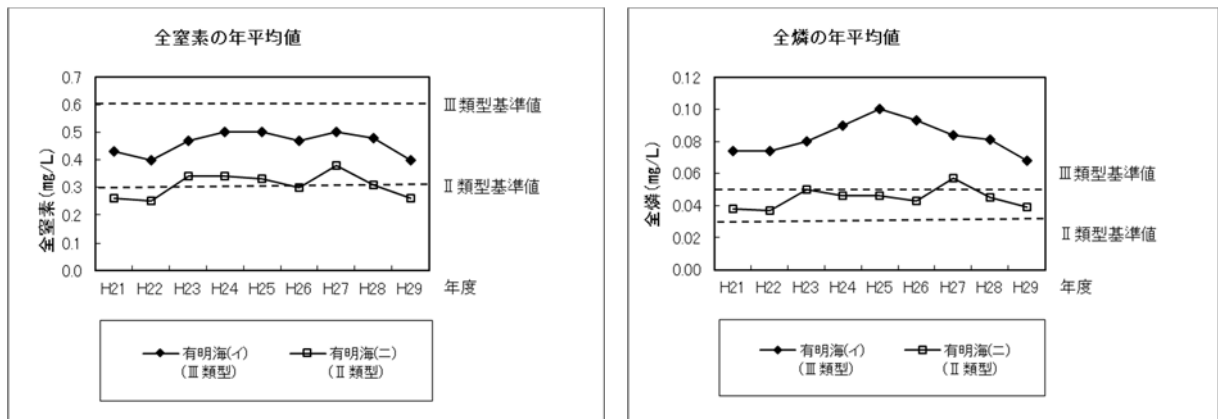 全窒素の年平均値
全窒素(㎎/L)
0.7
0.6
0.5
0.4
0.3
0.2
0.1
0.0
Ⅲ類型基準値
Ⅱ類型基準値
H21 H22 H23 H24 H25 H26 H27 H28 H29 年度
有明海(イ) 有明海(ニ)
(Ⅲ類型) (Ⅱ類型)
全燐の年平均値
全燐(㎎/L)
0.12
0.10
0.08
0.06
0.04
0.02
0.00
Ⅲ類型基準値
Ⅱ類型基準値
H21 H22 H23 H24 H25 H26 H27 H28 H29 年度
有明海(イ) 有明海(ニ)
(Ⅲ類型) (Ⅱ類型)